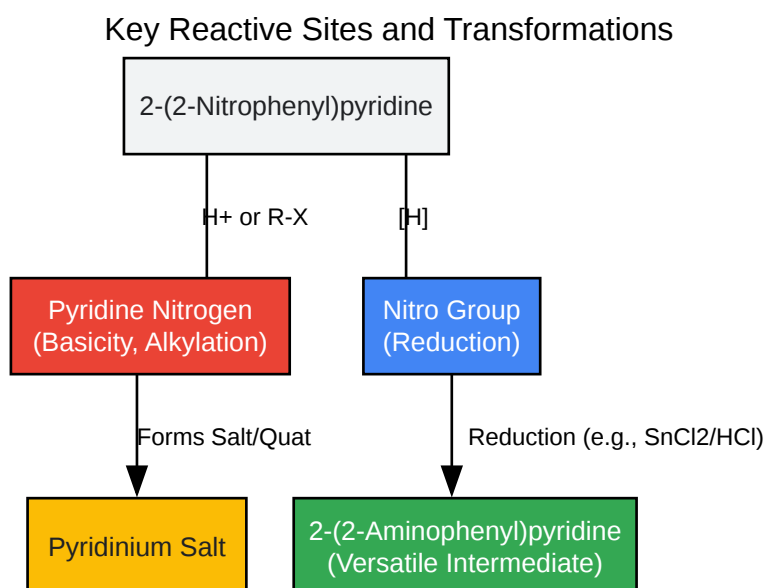 Key Reactive Sites and Transformations
2-(2-Nitrophenyl)pyridine
H+ or R-X
[H]
Pyridine Nitrogen
(Basicity, Alkylation)
Nitro Group
(Reduction)
Forms Salt/Quat
Reduction (e.g., SnCl2/HCl)
Pyridinium Salt
2-(2-Aminophenyl)pyridine
(Versatile Intermediate)